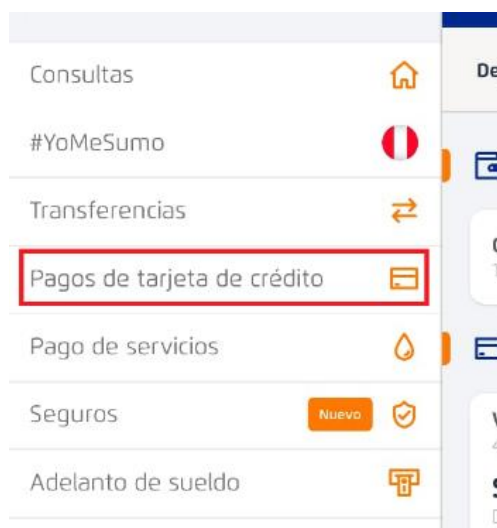 Consultas
#YoMeSumo
Transferencias
Pagos de tarjeta de crédito
Pago de servicios
Seguros
Nuevo
Adelanto de sueldo